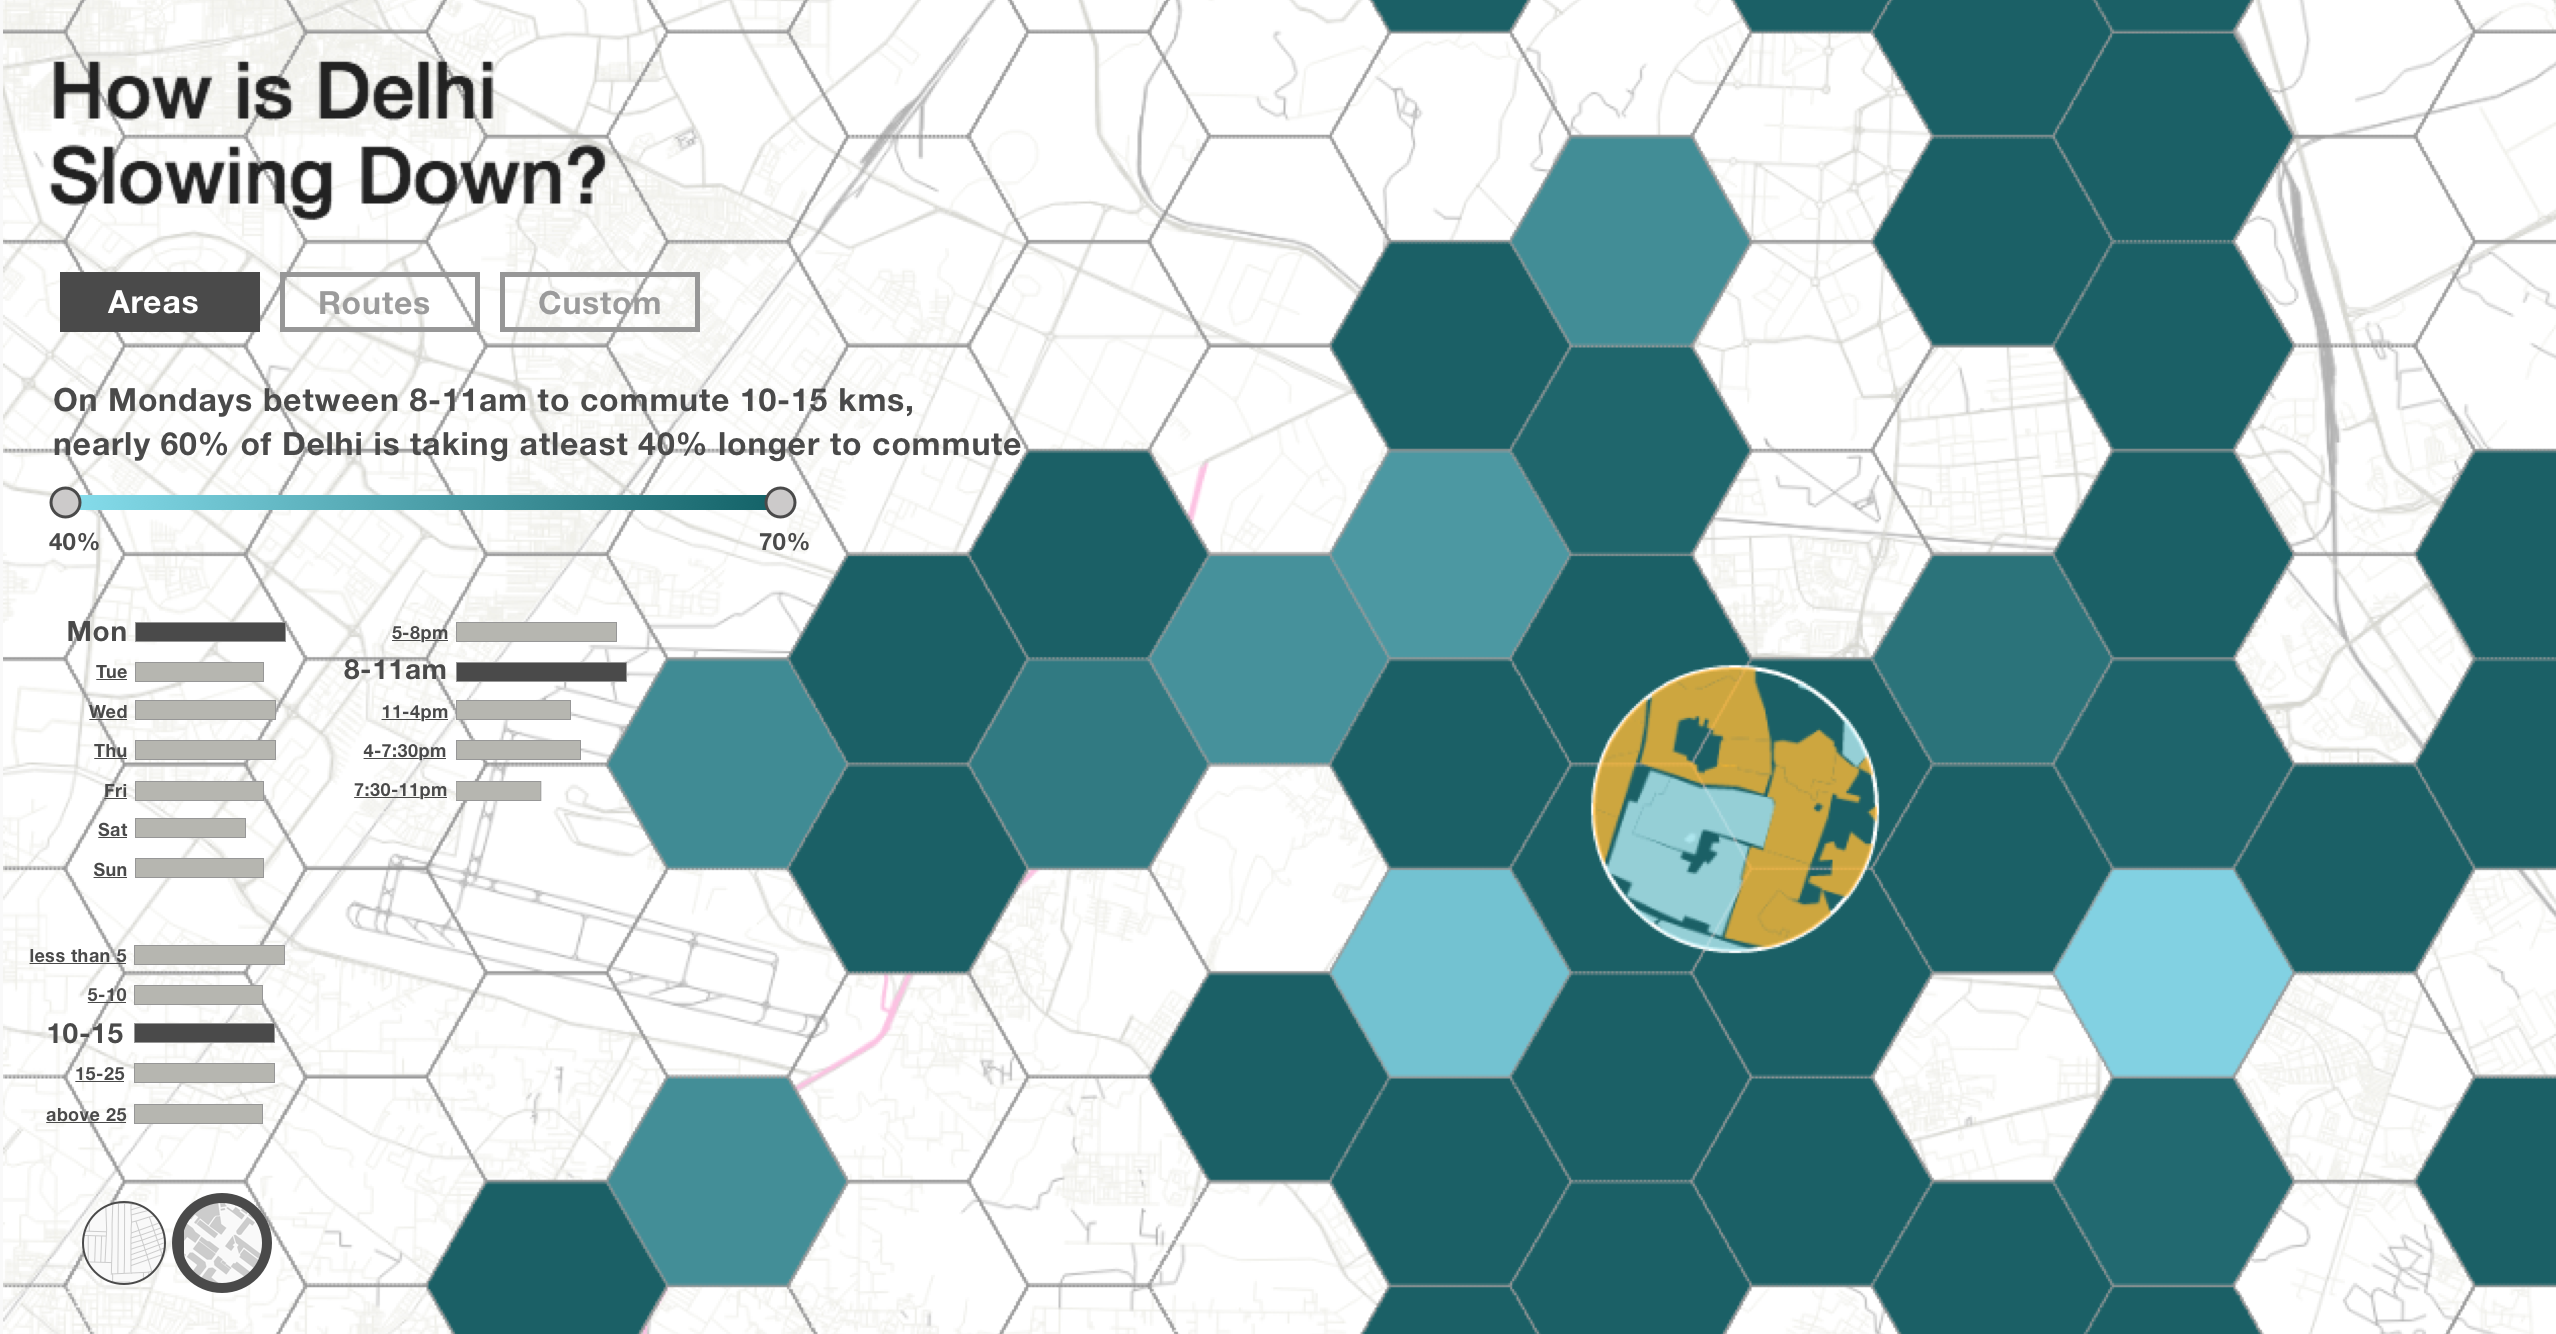 How is Delhi
Slowing Down?
Areas
Routes
Custom
On Mondays between 8-11am to commute 10-15 kms,
nearly 60% of Delhi is taking atleast 40% longer to commute
40%
70%
Mon
Tue
Wed
Thu
Fri
Sat
Sun
5-8pm
8-11am
11-4pm
4-7:30pm
7:30-11pm
less than 5
5-10
10-15
15-25
above 25